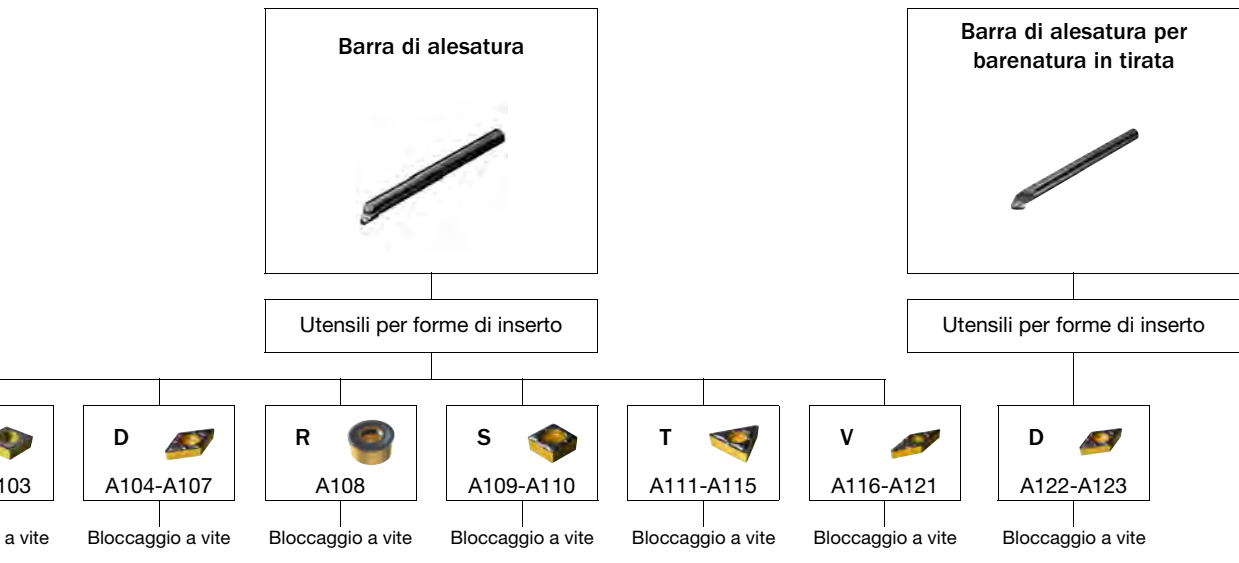 Barra di alesatura
Barra di alesatura per
barenatura in tirata
Utensili per forme di inserto
Utensili per forme di inserto
103
a vite
D
A104-A107
Bloccaggio a vite
R
A108
Bloccaggio a vite
S
A109-A110
Bloccaggio a vite
T
A111-A115
Bloccaggio a vite
V
A116-A121
Bloccaggio a vite
D
A122-A123
Bloccaggio a vite